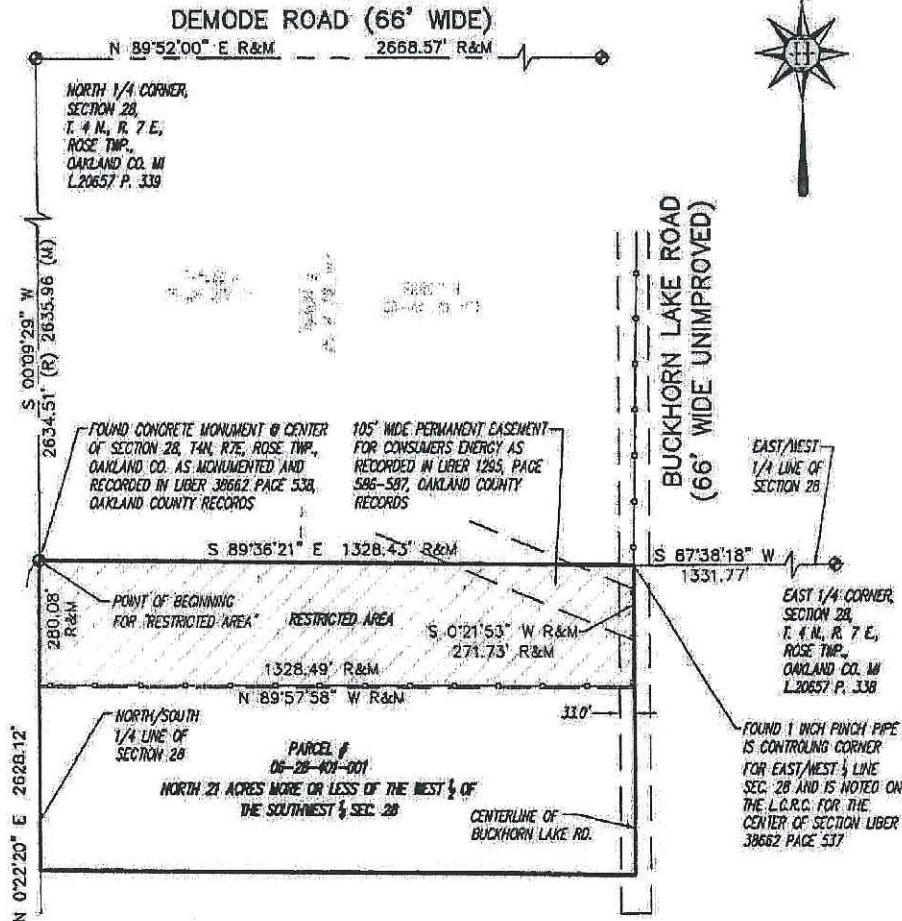 DEMODE ROAD (66' WIDE)
N 89°52'00" E R&M
2668.57' R&M
H
NORTH 1/4 CORNER,
SECTION 28,
T. 4 N., R. 7 E.,
ROSE TWP.,
OAKLAND CO. MI
L.20657 P. 339
S 00°09'29" W
2634.51' (R) 2635.96 (M)
BUCKHORN LAKE ROAD
(66' WIDE UNIMPROVED)
FOUND CONCRETE MONUMENT @ CENTER
OF SECTION 28, T4N, R7E, ROSE TWP.,
OAKLAND CO. AS MONUMENTED AND
RECORDED IN LIBER 38662 PAGE 538,
OAKLAND COUNTY RECORDS
105' WIDE PERMANENT EASEMENT
FOR CONSUMERS ENERGY AS
RECORDED IN LIBER 1295, PAGE
586-587, OAKLAND COUNTY
RECORDS
EAST/WEST
1/4 LINE OF
SECTION 28
S 89°36'21" E 1328.43' R&M
S 87°38'18" W
1331.77'
POINT OF BEGINNING
FOR "RESTRICTED AREA"
RESTRICTED AREA
280.08'
R&M
S 0°21'53" W R&M
271.73' R&M
EAST 1/4 CORNER,
SECTION 28,
T. 4 N., R. 7 E.,
ROSE TWP.,
OAKLAND CO. MI
L.20657 P. 338
1328.49' R&M
N 89°57'58" W R&M
33.0'
NORTH/SOUTH
1/4 LINE OF
SECTION 28
PARCEL #
06-28-401-001
NORTH 21 ACRES MORE OR LESS OF THE WEST ½ OF
THE SOUTHWEST ¼ SEC. 28
FOUND 1 INCH PINCH PIPE
IS CONTROLING CORNER
FOR EAST/WEST ¼ LINE
SEC. 28 AND IS NOTED ON
THE L.C.R.C. FOR THE
CENTER OF SECTION LIBER
38662 PAGE 537
CENTERLINE OF
BUCKHORN LAKE RD.
N 0°22'20" E 2628.12'